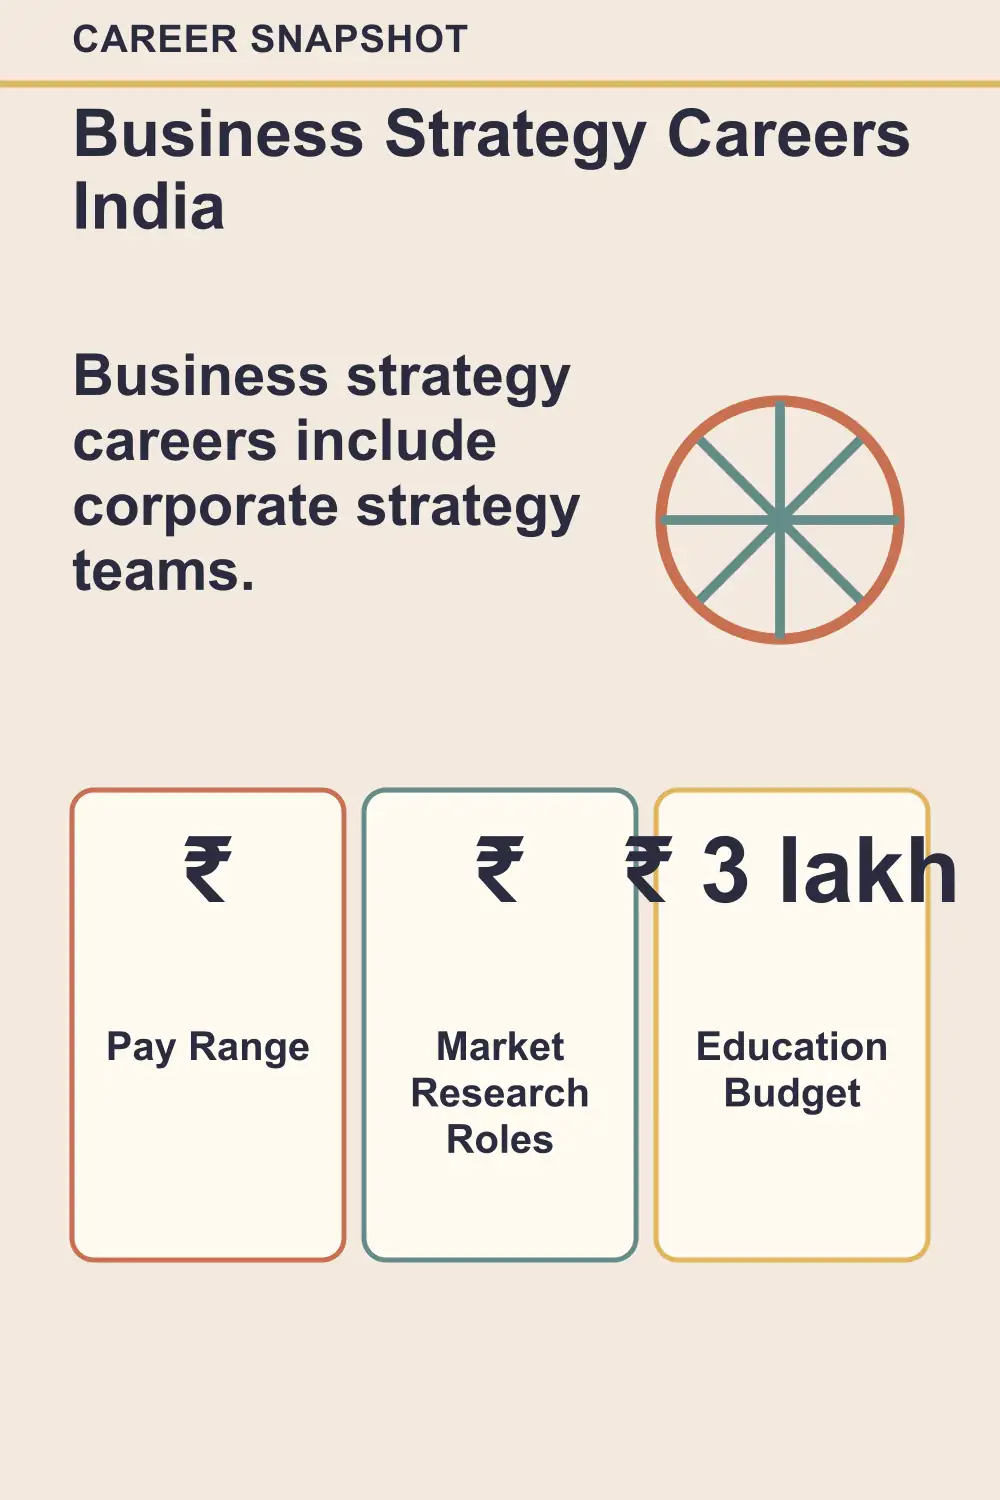 CAREER SNAPSHOT
Business Strategy Careers
India
Business strategy
careers include
corporate strategy
teams.
₹
Pay Range
₹
Market
Research
Roles
₹ 3 lakh
Education
Budget